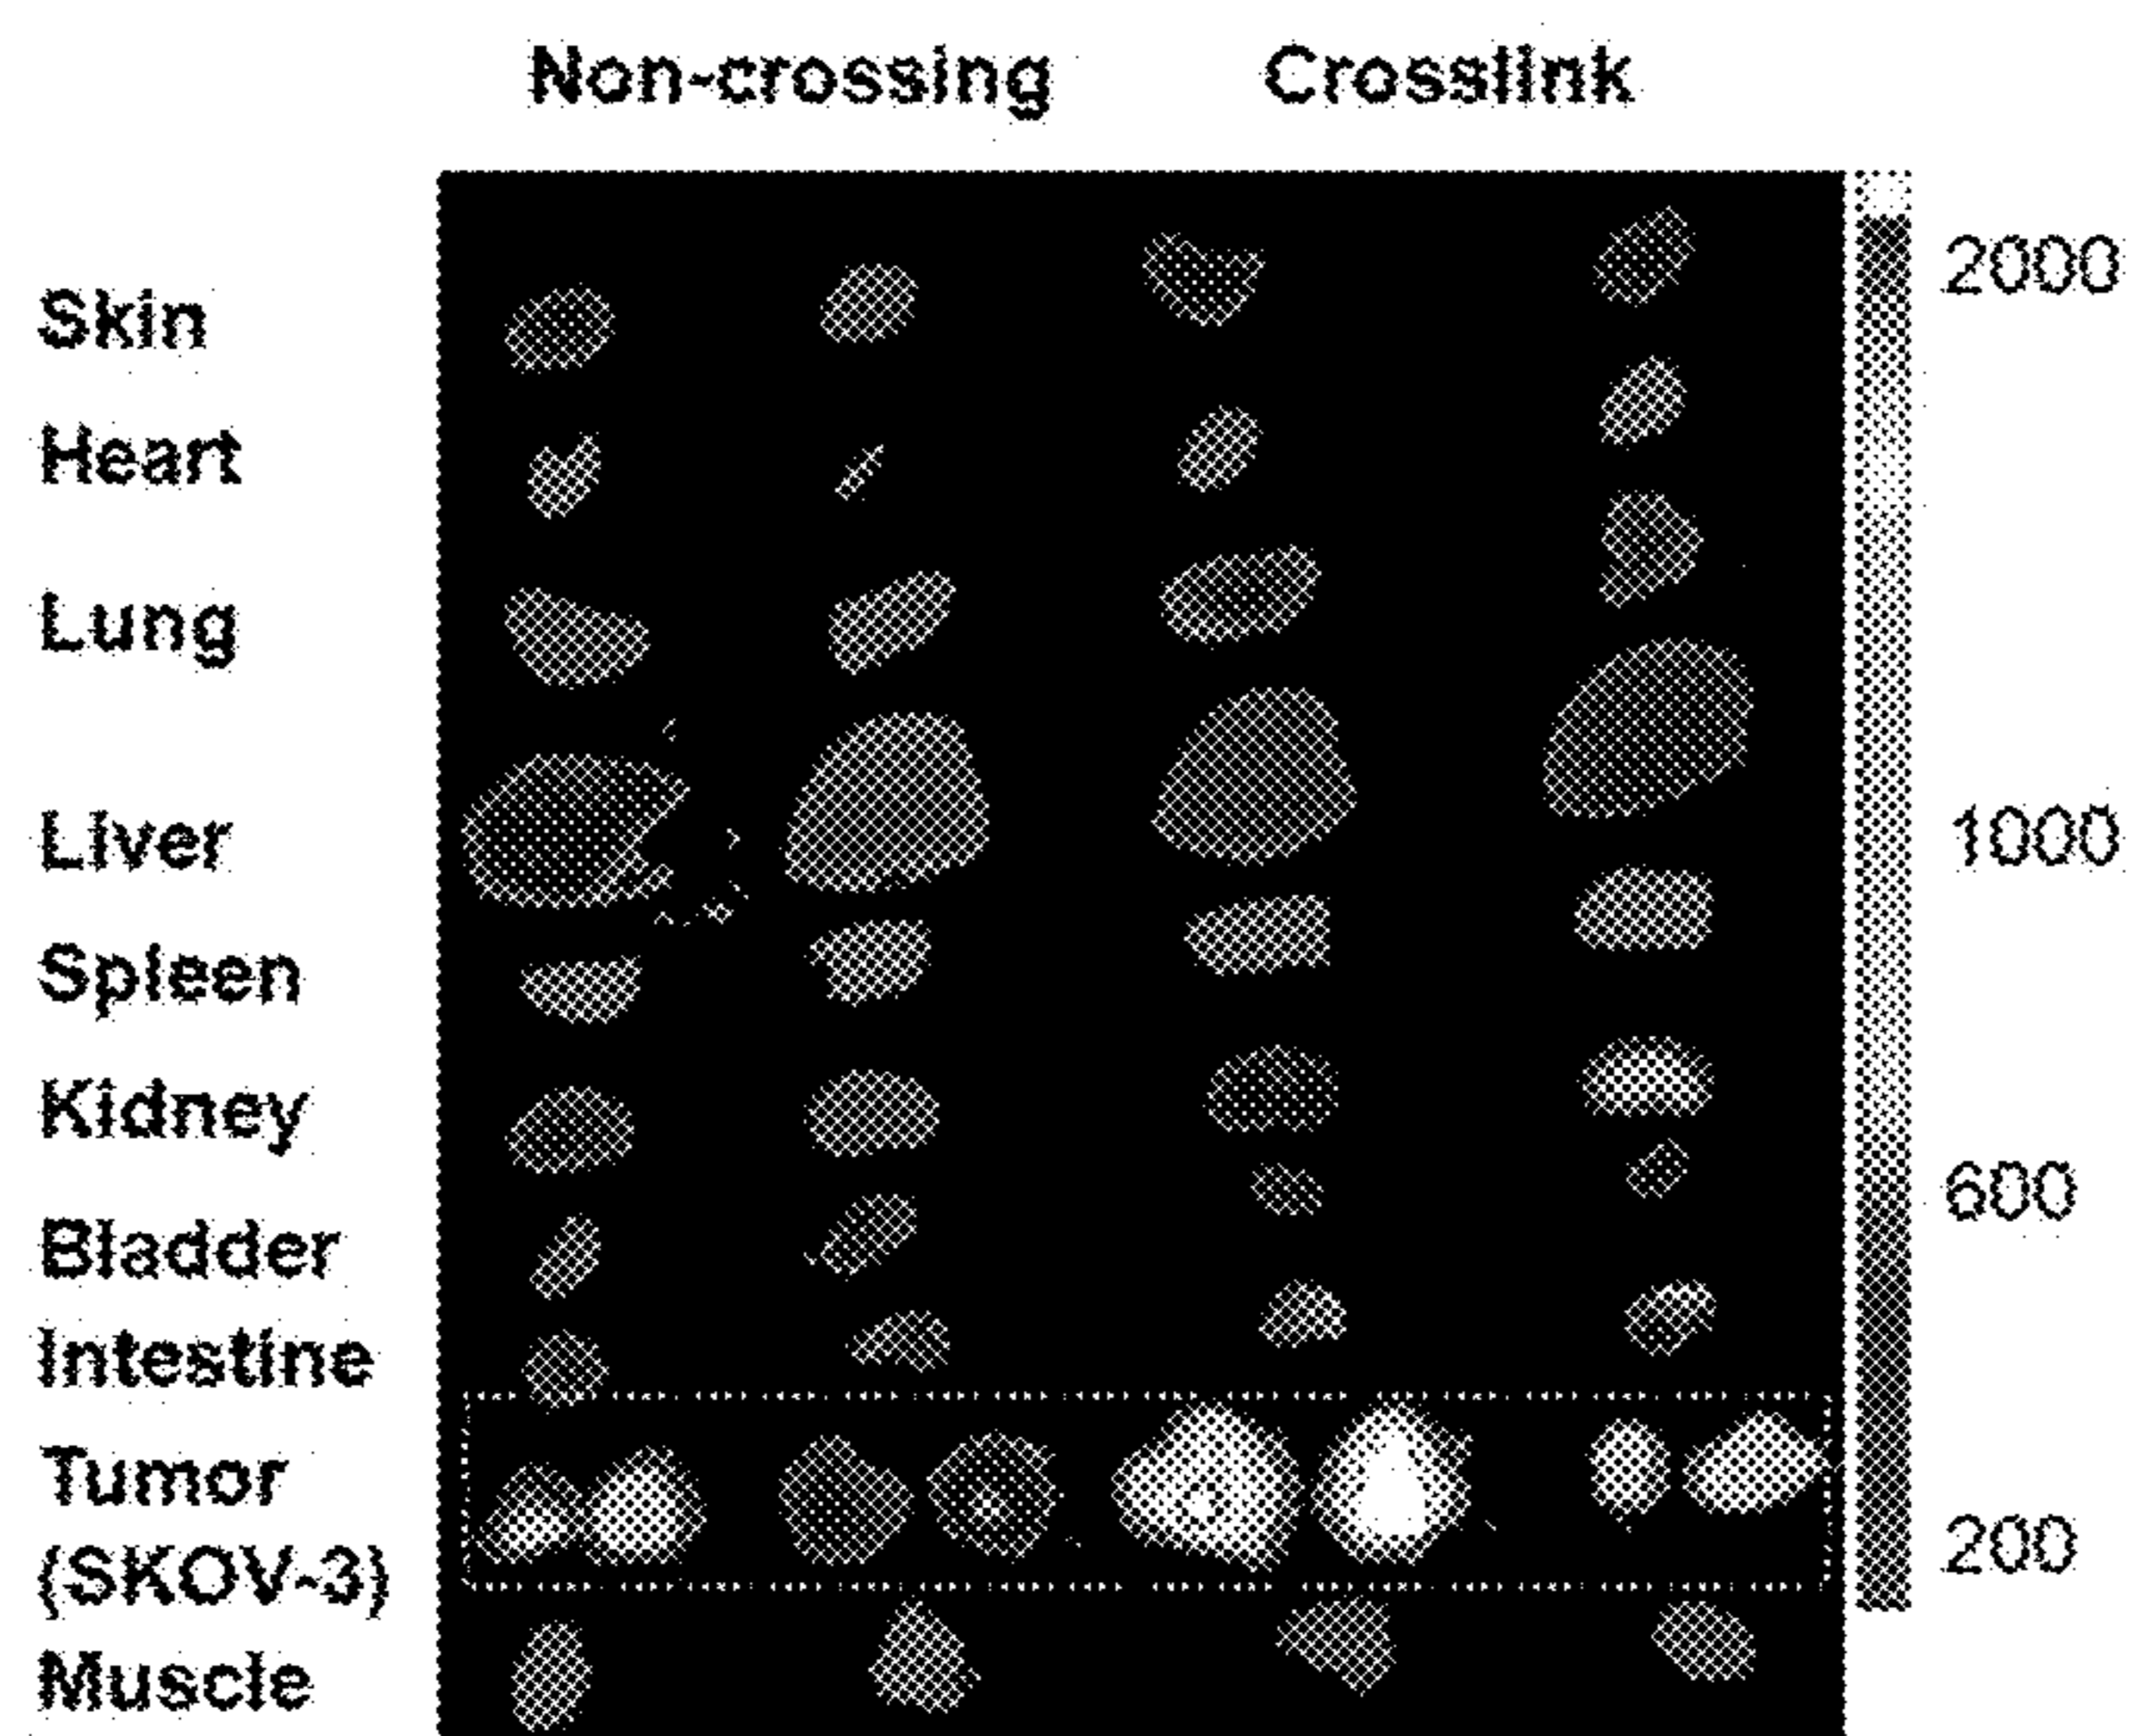 Non-crossing Crosslink
2000
Skin
Heart
Lung
Liver
1000
Spleen
Kidney
600
Bladder
Intestine
Tumor
(SKOV-3)
200
Muscle